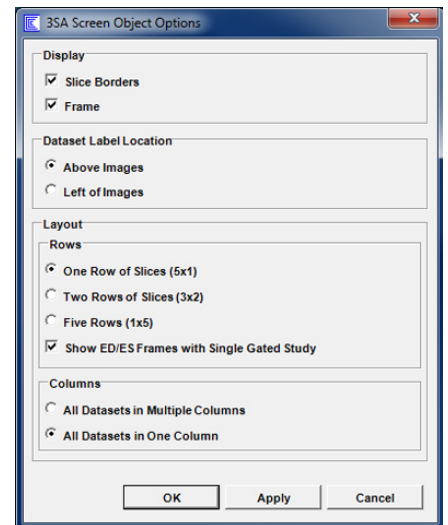 3SA Screen Object Options
Display
Slice Borders
Frame
Dataset Label Location
Above Images
Left of Images
Layout
Rows
One Row of Slices (5x1)
Two Rows of Slices (3x2)
Five Rows (1x5)
Show ED/ES Frames with Single Gated Study
Columns
All Datasets in Multiple Columns
All Datasets in One Column
OK Apply Cancel